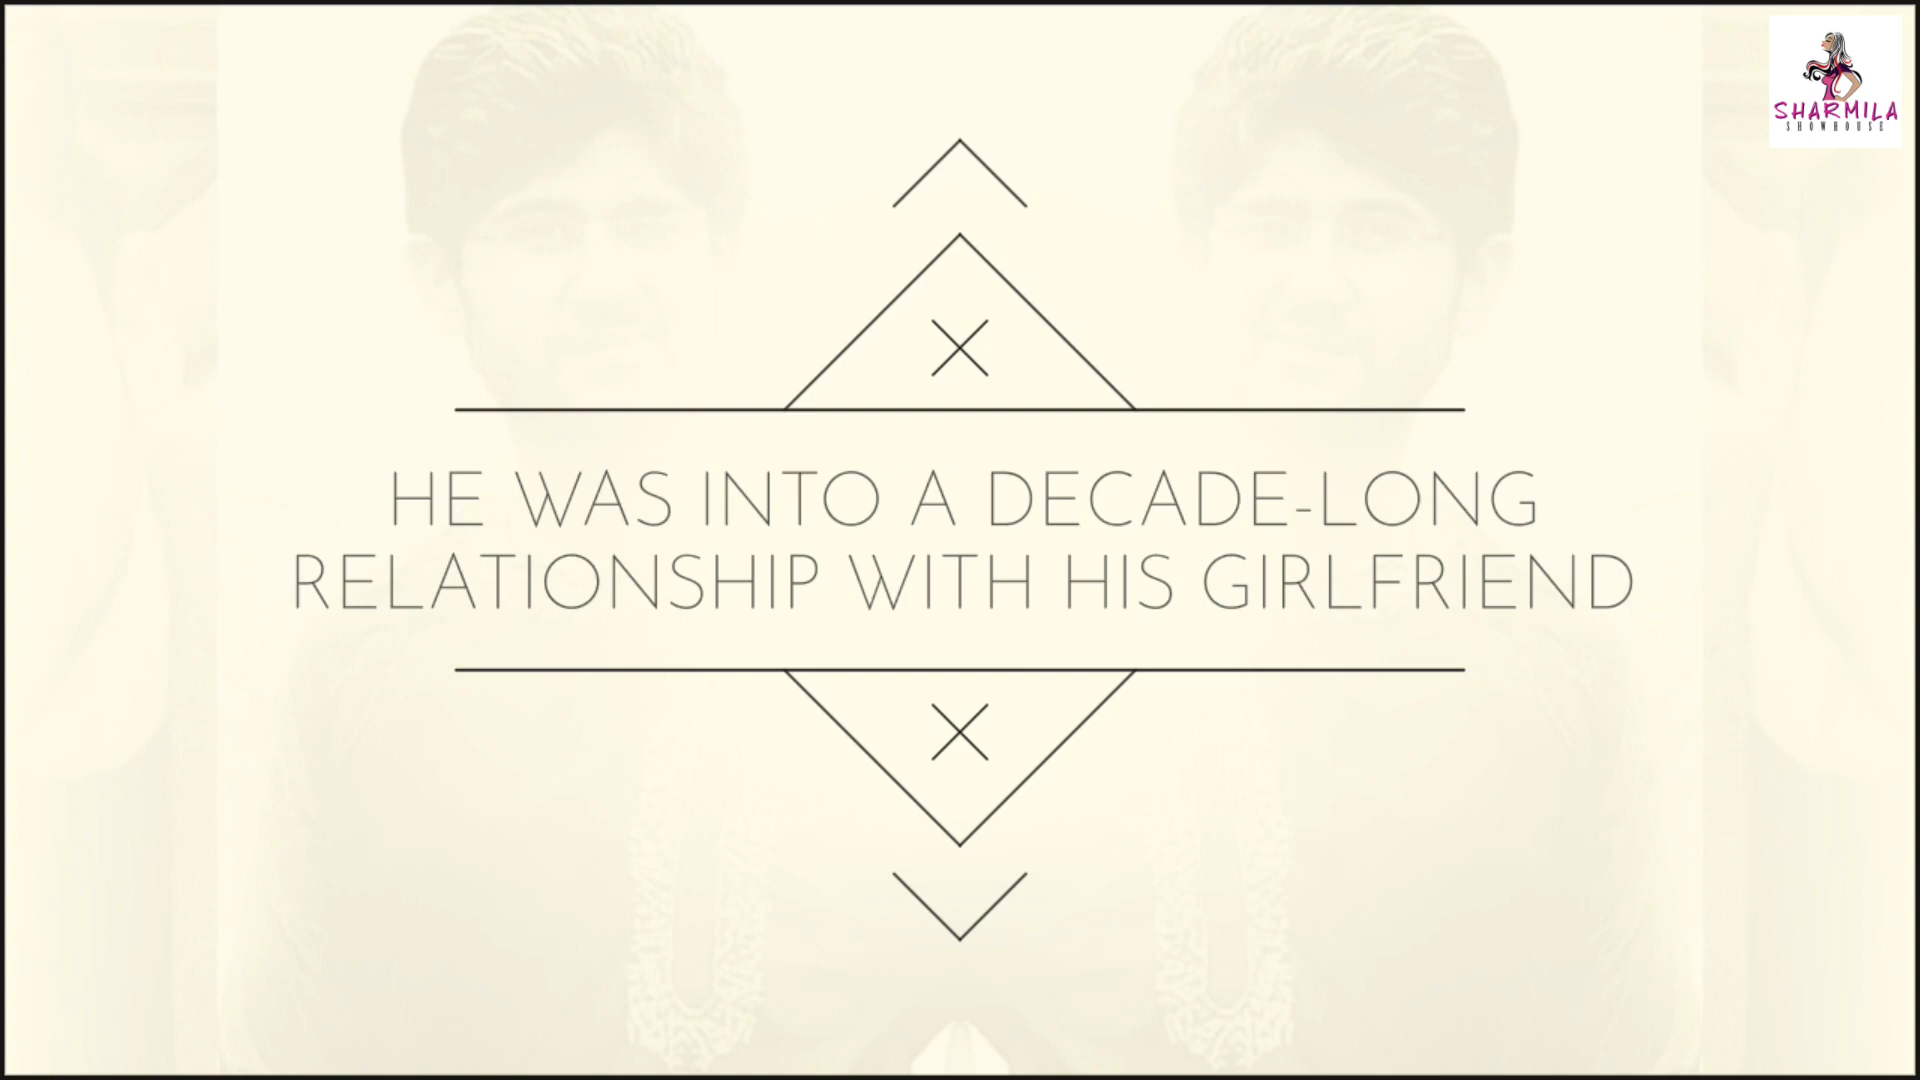 SHARMILA
SHOWHOUSE
HE WAS INTO A DECADE-LONG
RELATIONSHIP WITH HIS GIRLFRIEND